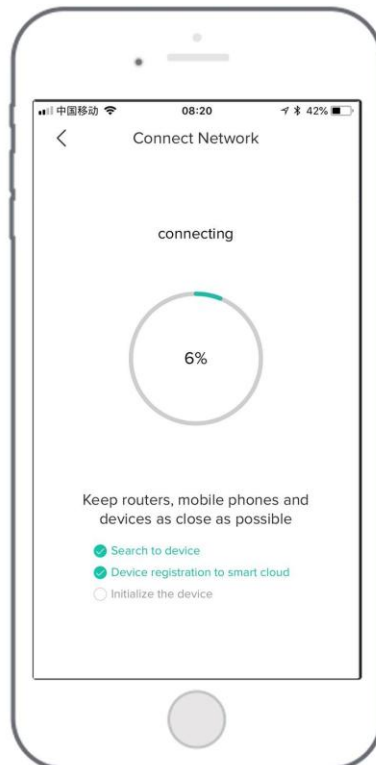 中国移动 08:20 42%
Connect Network
connecting
6%
Keep routers, mobile phones and
devices as close as possible
Search to device
Device registration to smart cloud
Initialize the device